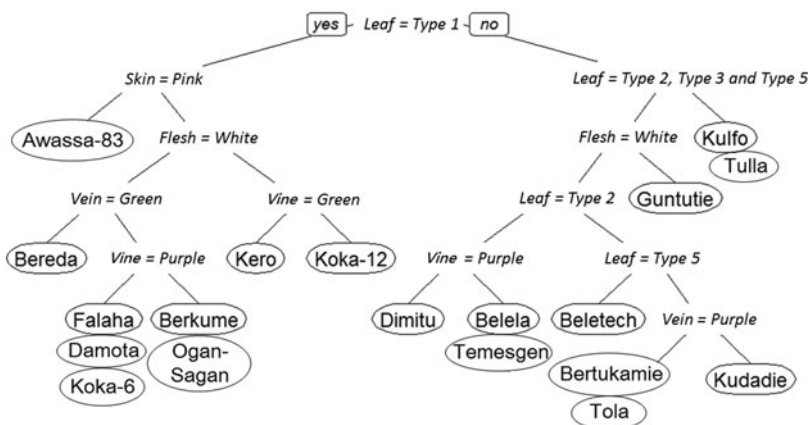 yes Leaf = Type 1 no
Skin = Pink Leaf = Type 2, Type 3 and Type 5
Awassa-83 Flesh = White Flesh = White Kulfo
Tulla
Vein = Green Vine = Green Leaf = Type 2 Guntutie
Bereda Vine = Purple Kero Koka-12 Vine = Purple Leaf = Type 5
Falaha Berkume Dimitu Belela Beletech Vein = Purple
Damota Ogan-
Sagan Temesgen
Koka-6 Bertukamie Kudadie
Tola